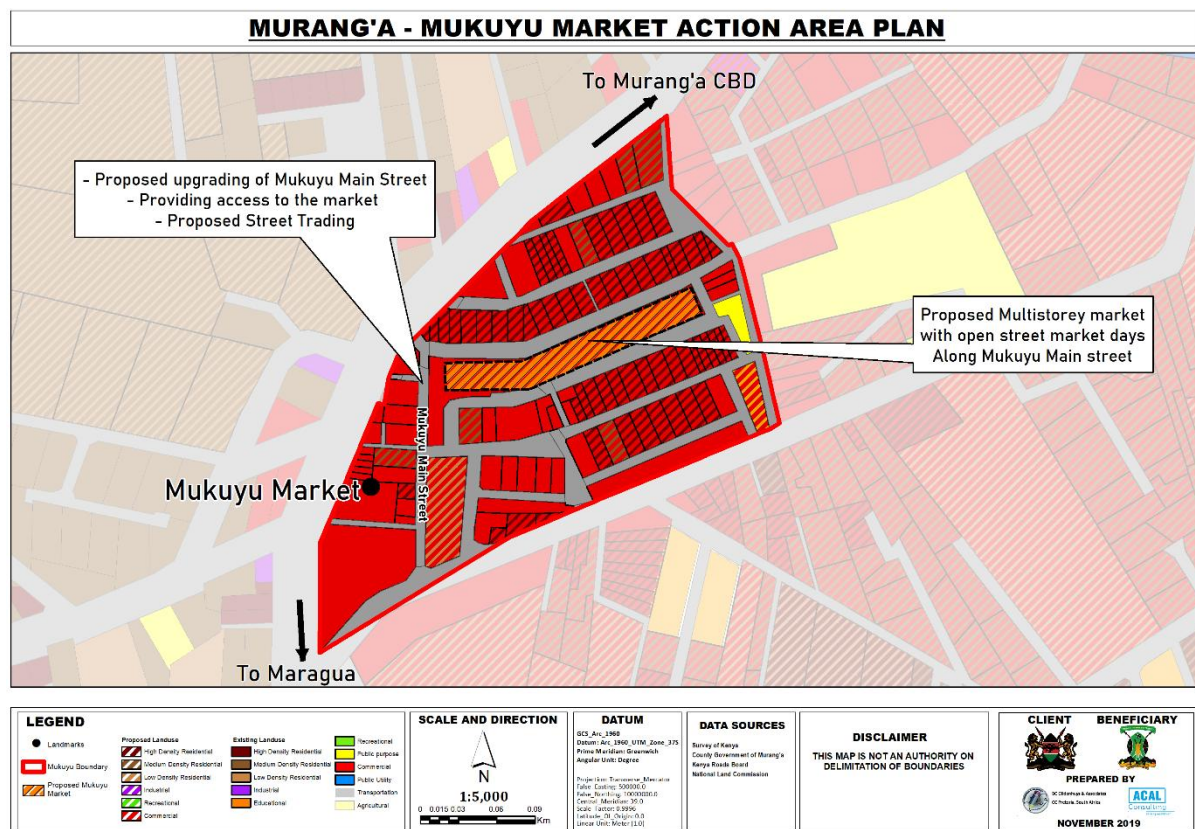 MURANG'A - MUKUYU MARKET ACTION AREA PLAN
To Murang'a CBD
- Proposed upgrading of Mukuyu Main Street
- Providing access to the market
- Proposed Street Trading
Proposed Multistorey market
with open street market days
Along Mukuyu Main street
Mukuyu Main Street
Mukuyu Market
To Maragua
LEGEND
Landmarks
Mukuyu Boundary
Proposed Mukuyu
Market
Proposed Landuse
High Density Residential
Medium Density Residential
Low Density Residential
Industrial
Recreational
Commercial
Existing Landuse
High Density Residential
Medium Density Residential
Low Density Residential
Industrial
Educational
Recreational
Public purpose
Commercial
Public Utility
Transportation
Agricultural
SCALE AND DIRECTION
N
1:5,000
0 0.015 0.03 0.06 0.09
Km
DATUM
GCS_Arc_1960
Datum: Arc_1960_UTM_Zone_37S
Prime Meridian: Greenwich
Angular Unit: Degree
Projection: Transverse_Mercator
False_Easting: 500000.0
False_Northing: 10000000.0
Central_Meridian: 39.0
Scale_Factor: 0.9996
Latitude_Of_Origin: 0.0
Linear Unit: Meter (1.0)
DATA SOURCES
Survey of Kenya
County Government of Murang'a
Kenya Roads Board
National Land Commission
DISCLAIMER
THIS MAP IS NOT AN AUTHORITY ON
DELIMITATION OF BOUNDARIES
CLIENT
BENEFICIARY
PREPARED BY
& Associates
Pretoria, South Africa
ACAL
Consulting
NOVEMBER 2019